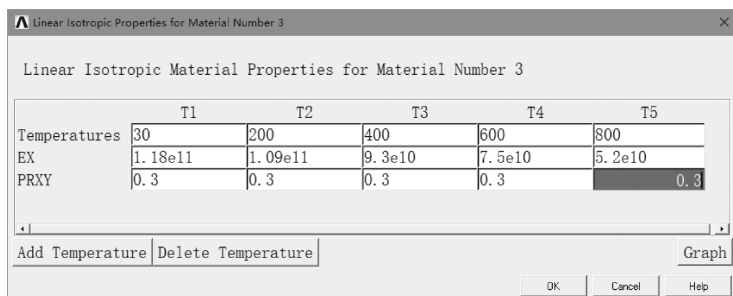 Linear Isotropic Properties for Material Number 3
Linear Isotropic Material Properties for Material Number 3
T1 T2 T3 T4 T5
Temperatures 30 200 400 600 800
EX 1.18e11 1.09e11 9.3e10 7.5e10 5.2e10
PRXY 0.3 0.3 0.3 0.3 0.3
Add Temperature Delete Temperature Graph
OK Cancel Help